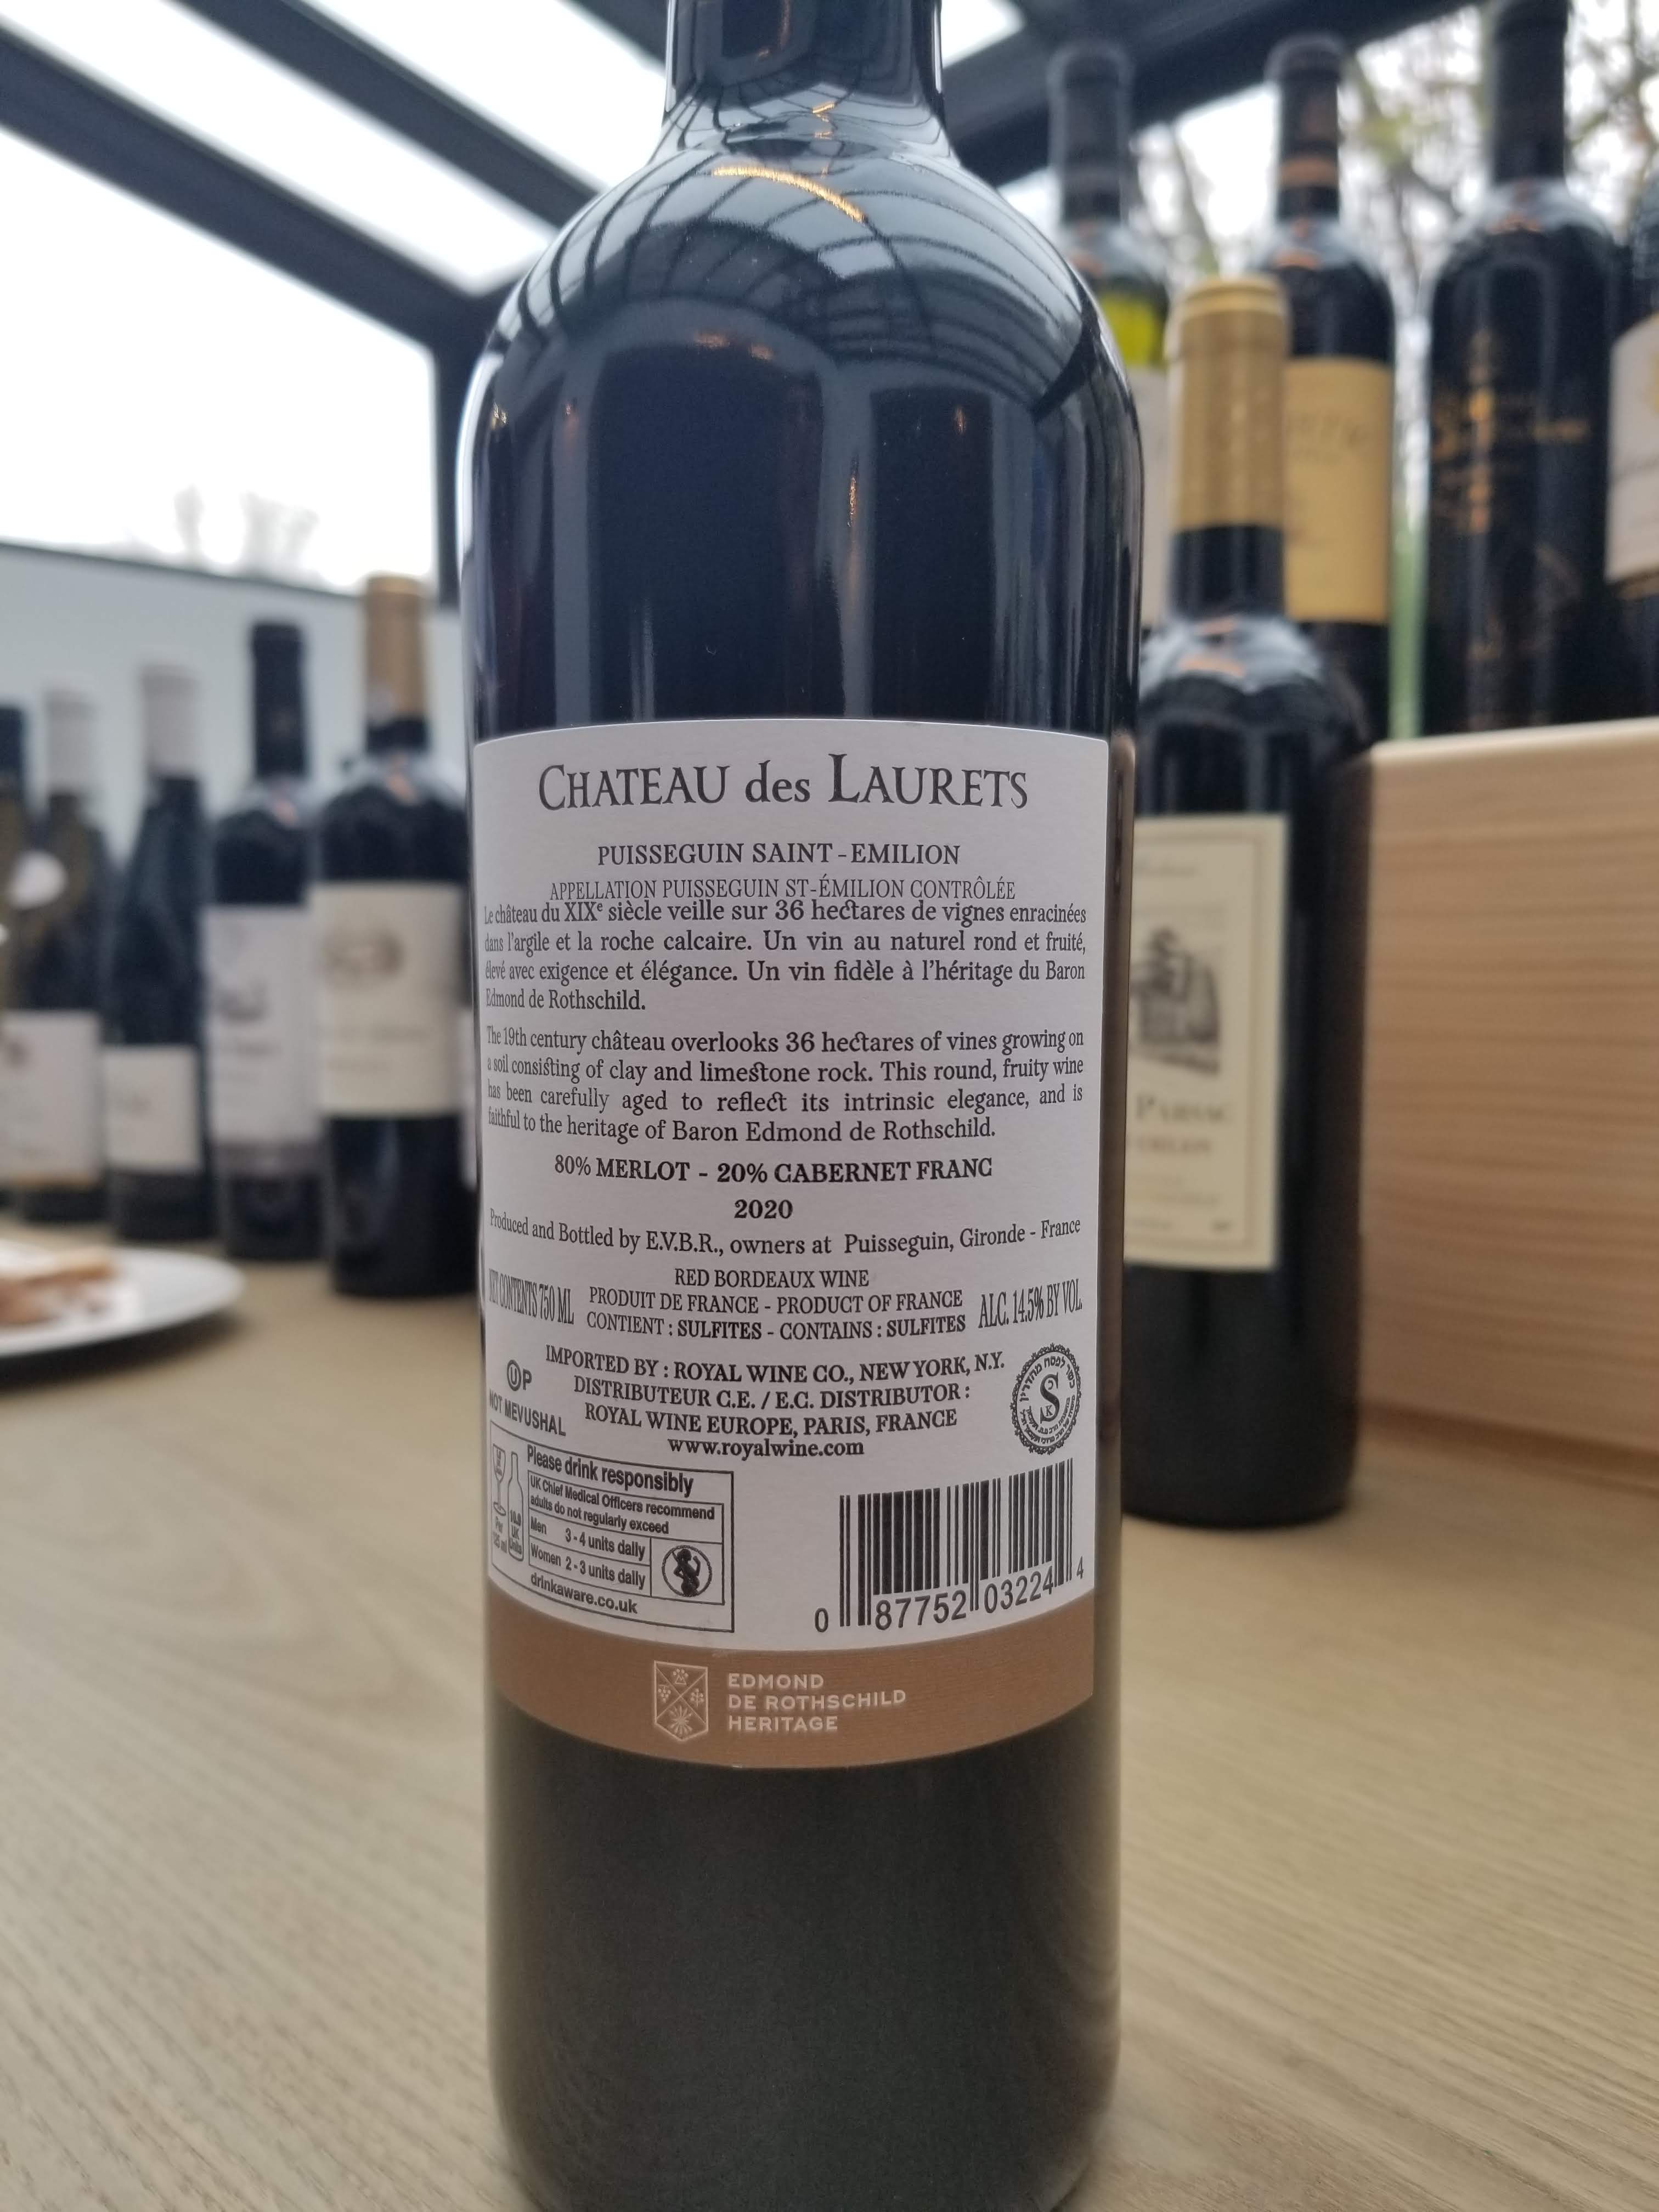 CHATEAU des LAURETS
PUISSEGUIN SAINT-EMILION
APPELLATION PUISSEGUIN ST-ÉMILION CONTRÔLÉE
Le château du XIXe siècle veille sur 36 hectares de vignes enracinées
dans l'argile et la roche calcaire. Un vin au naturel rond et fruité,
élevé avec exigence et élégance. Un vin fidèle à l'héritage du Baron
Edmond de Rothschild.
The 19th century château overlooks 36 hectares of vines growing on
a soil consisting of clay and limestone rock. This round, fruity wine
has been carefully aged to reflect its intrinsic elegance, and is
faithful to the heritage of Baron Edmond de Rothschild.
80% MERLOT - 20% CABERNET FRANC
2020
Produced and Bottled by E.V.B.R., owners at Puisseguin, Gironde - France
RED BORDEAUX WINE
NET CONTENTS 750 ML
PRODUIT DE FRANCE - PRODUCT OF FRANCE
CONTIENT : SULFITES - CONTAINS : SULFITES
ALC. 14.5% BY VOL.
IMPORTED BY : ROYAL WINE CO., NEW YORK, N.Y.
DISTRIBUTEUR C.E. / E.C. DISTRIBUTOR :
ROYAL WINE EUROPE, PARIS, FRANCE
www.royalwine.com
U P
NOT MEVUSHAL
כשר לפסח מהדרין
S
K
Please drink responsibly
UK Chief Medical Officers recommend
adults do not regularly exceed
Men 3-4 units daily
Women 2-3 units daily
drinkaware.co.uk
Per
125 ml
UK
Units
0 87752 03224 4
EDMOND
DE ROTHSCHILD
HERITAGE